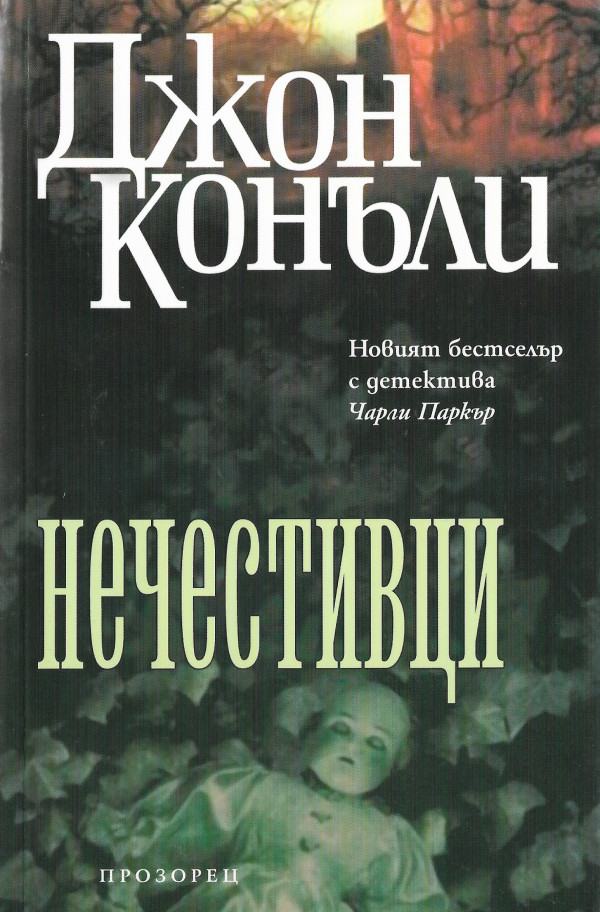 Джон
Конъли
Новият бестселър
с детектива
Чарли Паркър
нечестивци
ПРОЗОРЕЦ